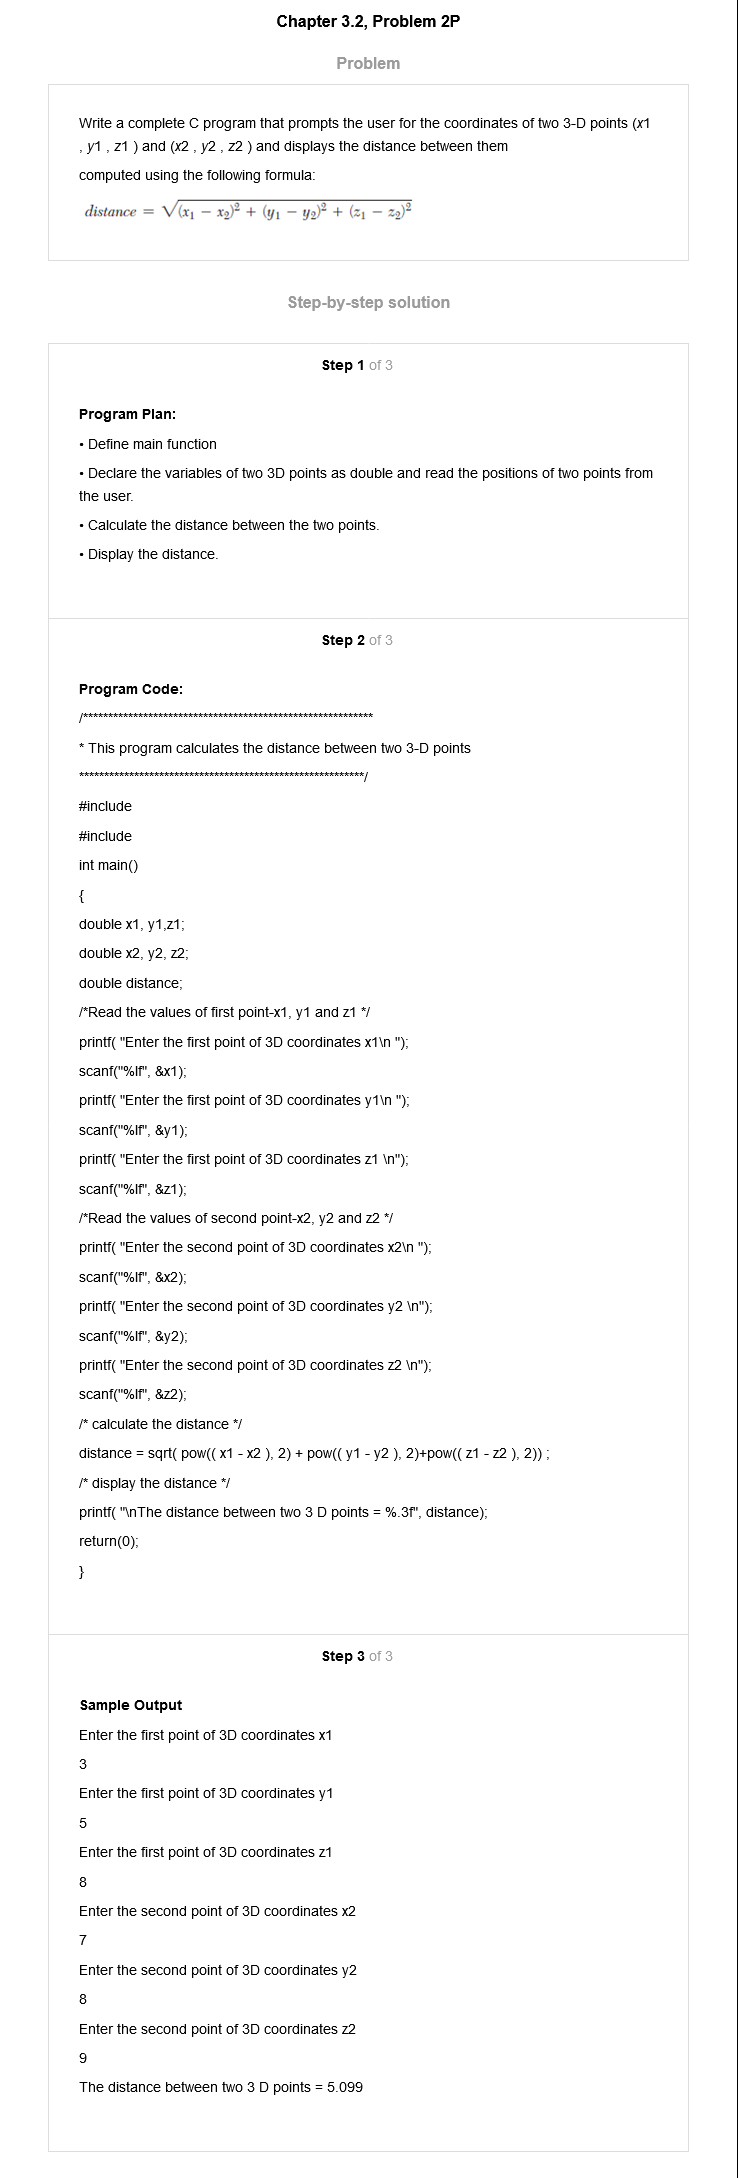 Chapter 3.2, Problem 2P
Problem
Write a complete C program that prompts the user for the coordinates of two 3-D points (x1
, y1 , z1 ) and (x2 , y2 , z2 ) and displays the distance between them
computed using the following formula:
distance = √(x₁ − x₂)² + (y₁ − y₂)² + (z₁ − z₂)²
Step-by-step solution
Step 1 of 3
Program Plan:
• Define main function
• Declare the variables of two 3D points as double and read the positions of two points from
the user.
• Calculate the distance between the two points.
• Display the distance.
Step 2 of 3
Program Code:
/**********************************************************
* This program calculates the distance between two 3-D points
*********************************************************/
#include
#include
int main()
{
double x1, y1,z1;
double x2, y2, z2;
double distance;
/*Read the values of first point-x1, y1 and z1 */
printf( "Enter the first point of 3D coordinates x1\n ");
scanf("%lf", &x1);
printf( "Enter the first point of 3D coordinates y1\n ");
scanf("%lf", &y1);
printf( "Enter the first point of 3D coordinates z1 \n");
scanf("%lf", &z1);
/*Read the values of second point-x2, y2 and z2 */
printf( "Enter the second point of 3D coordinates x2\n ");
scanf("%lf", &x2);
printf( "Enter the second point of 3D coordinates y2 \n");
scanf("%lf", &y2);
printf( "Enter the second point of 3D coordinates z2 \n");
scanf("%lf", &z2);
/* calculate the distance */
distance = sqrt( pow(( x1 - x2 ), 2) + pow(( y1 - y2 ), 2)+pow(( z1 - z2 ), 2)) ;
/* display the distance */
printf( "\nThe distance between two 3 D points = %.3f", distance);
return(0);
}
Step 3 of 3
Sample Output
Enter the first point of 3D coordinates x1
3
Enter the first point of 3D coordinates y1
5
Enter the first point of 3D coordinates z1
8
Enter the second point of 3D coordinates x2
7
Enter the second point of 3D coordinates y2
8
Enter the second point of 3D coordinates z2
9
The distance between two 3 D points = 5.099